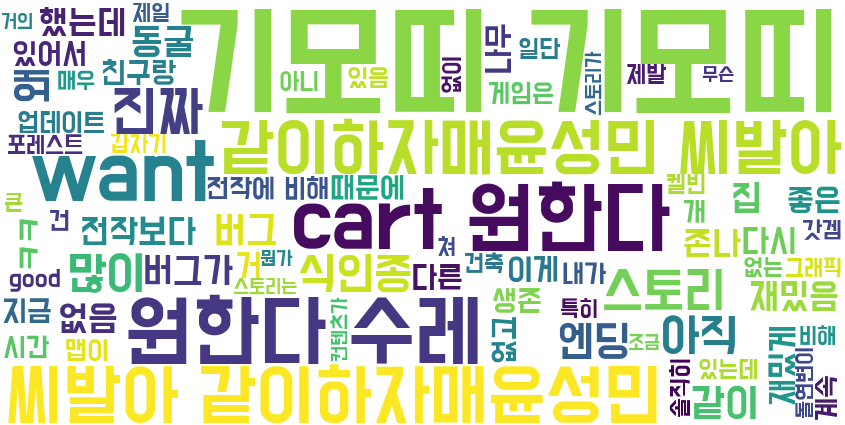 거의
제일
했는데
있어서
동굴
왜
매우
친구랑
업데이트
진짜
포레스트
갑자기
기모띠 기모띠
아니
있음
없이
나만
일단
게임은
제발
스토리가
무슨
같이하자매윤성민 씨발아
want
전작에 비해
때문에
켈빈
큰
건
ㅋㅋ
전작보다
버그
cart 원한다
개
집
좋은
갓겜
존나
다시
good
많이
버그가
거
뭔가
스토리는
식인종
다른
쳐
건축
이게
내가
없는
그래픽
지금
없음
원한다 수레
컨텐츠가
생존
특히
스토리
재밌음
시간
맵이
없고
엔딩
조금
아직
재밌게
비해
돌연변이
씨발아 같이하자매윤성민
솔직히
있는데
같이
계속